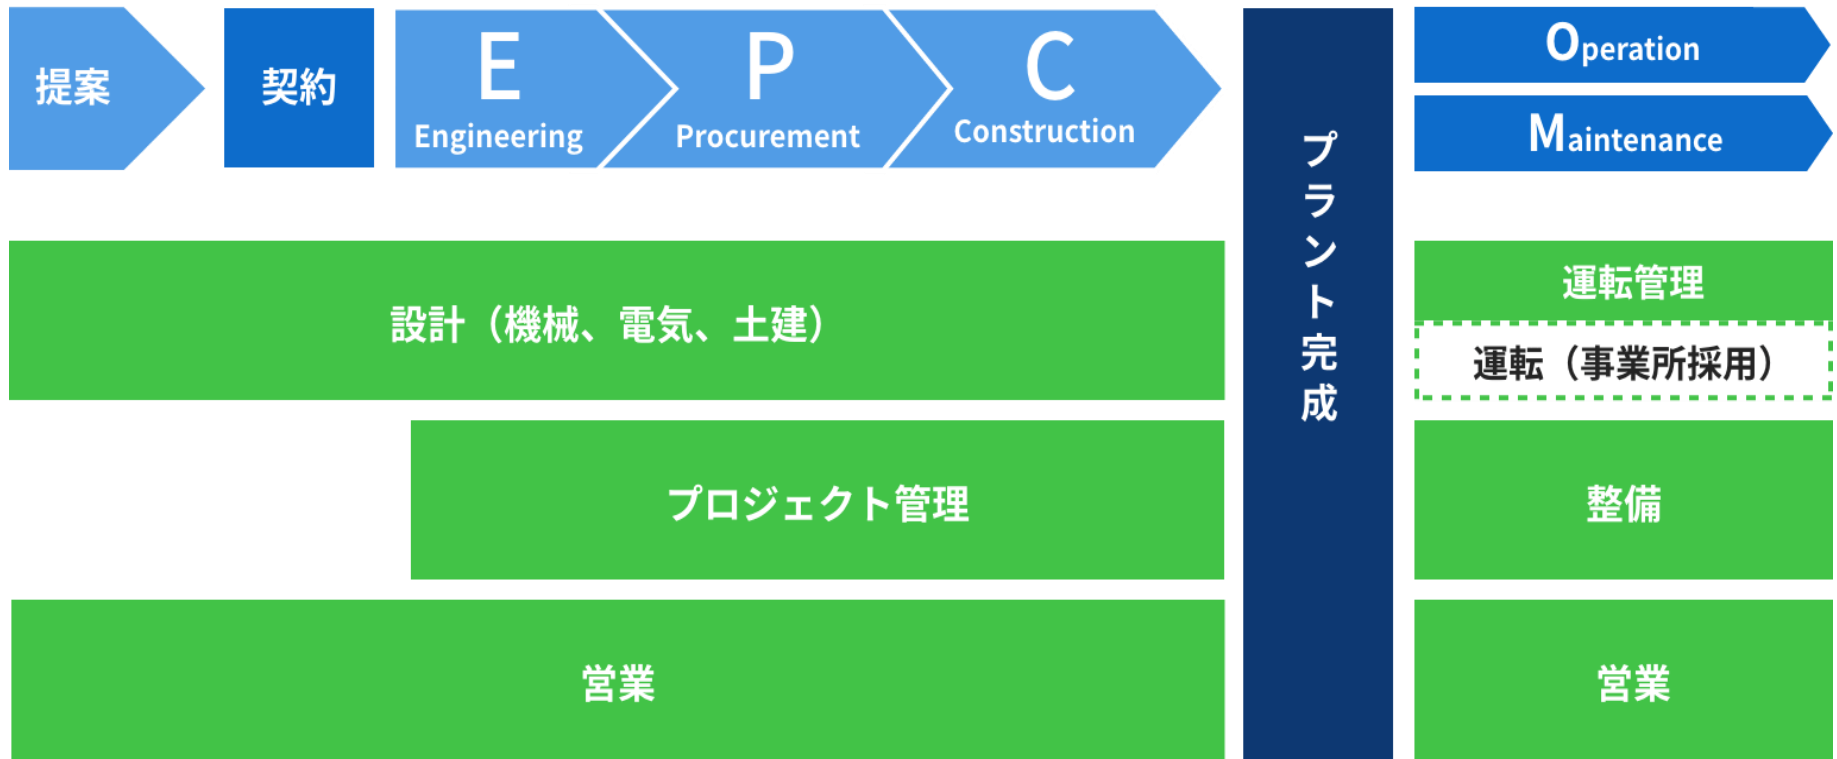 提案
契約
E
Engineering
P
Procurement
C
Construction
プラント完成
Operation
Maintenance
設計（機械、電気、土建）
運転管理
運転（事業所採用）
プロジェクト管理
整備
営業
営業